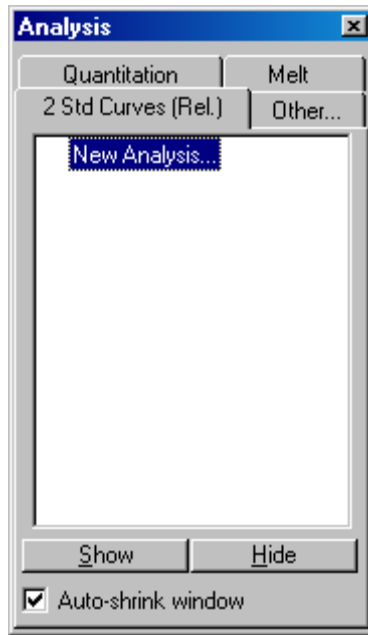 Analysis
Quantitation Melt
2 Std Curves (Rel.) Other...
New Analysis...
Show Hide
Auto-shrink window